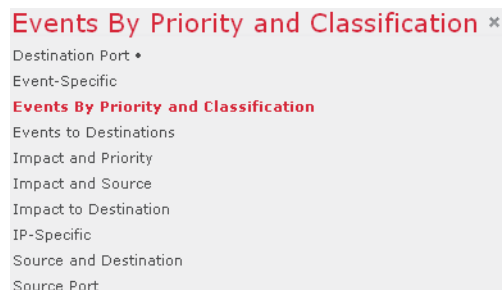 Events By Priority and Classification ×
Destination Port •
Event-Specific
Events By Priority and Classification
Events to Destinations
Impact and Priority
Impact and Source
Impact to Destination
IP-Specific
Source and Destination
Source Port